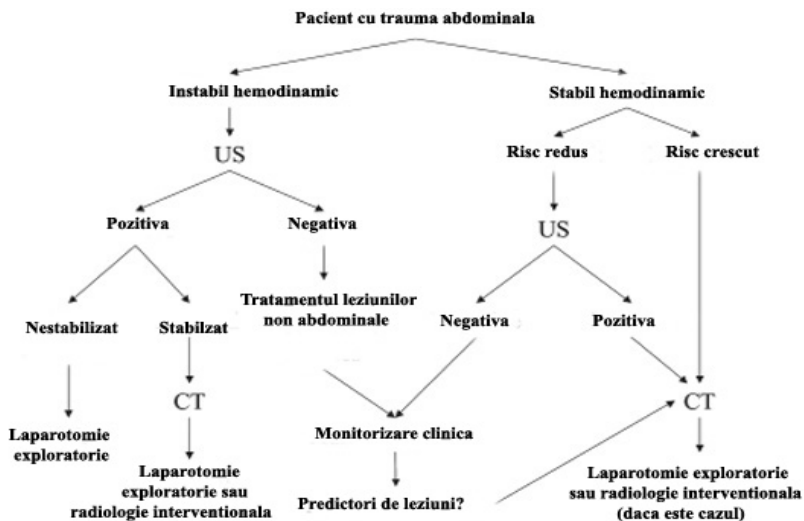 Pacient cu trauma abdominala
Instabil hemodinamic
Stabil hemodinamic
US
Risc redus
Risc crescut
Pozitiva
Negativa
US
Nestabilizat
Stabilzat
Tratamentul leziunilor
non abdominale
Negativa
Pozitiva
CT
CT
Laparotomie
exploratorie
Monitorizare clinica
Laparotomie
exploratorie sau
radiologie interventionala
Predictori de leziuni?
Laparotomie exploratorie
sau radiologie interventionala
(daca este cazul)